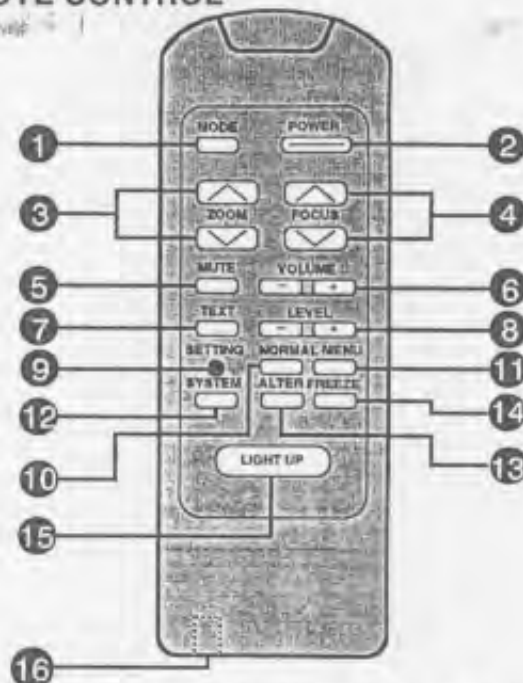 CONTROL
MODE POWER
1 2
3 ZOOM FOCUS 4
5 MUTE VOLUME 6
- +
7 TEXT LEVEL 8
- +
9 SETTING NORMAL MENU 11
12 SYSTEM ALTER FREEZE 14
10 LIGHT UP 13
15
16